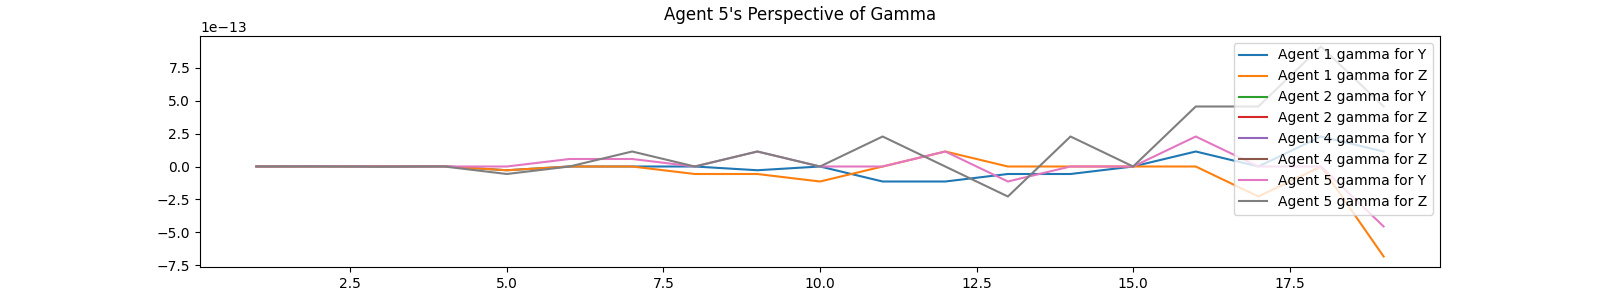 Agent 5's Perspective of Gamma
1e−13
7.5
5.0
2.5
0.0
−2.5
−5.0
−7.5
2.5 5.0 7.5 10.0 12.5 15.0 17.5
Agent 1 gamma for Y
Agent 1 gamma for Z
Agent 2 gamma for Y
Agent 2 gamma for Z
Agent 4 gamma for Y
Agent 4 gamma for Z
Agent 5 gamma for Y
Agent 5 gamma for Z